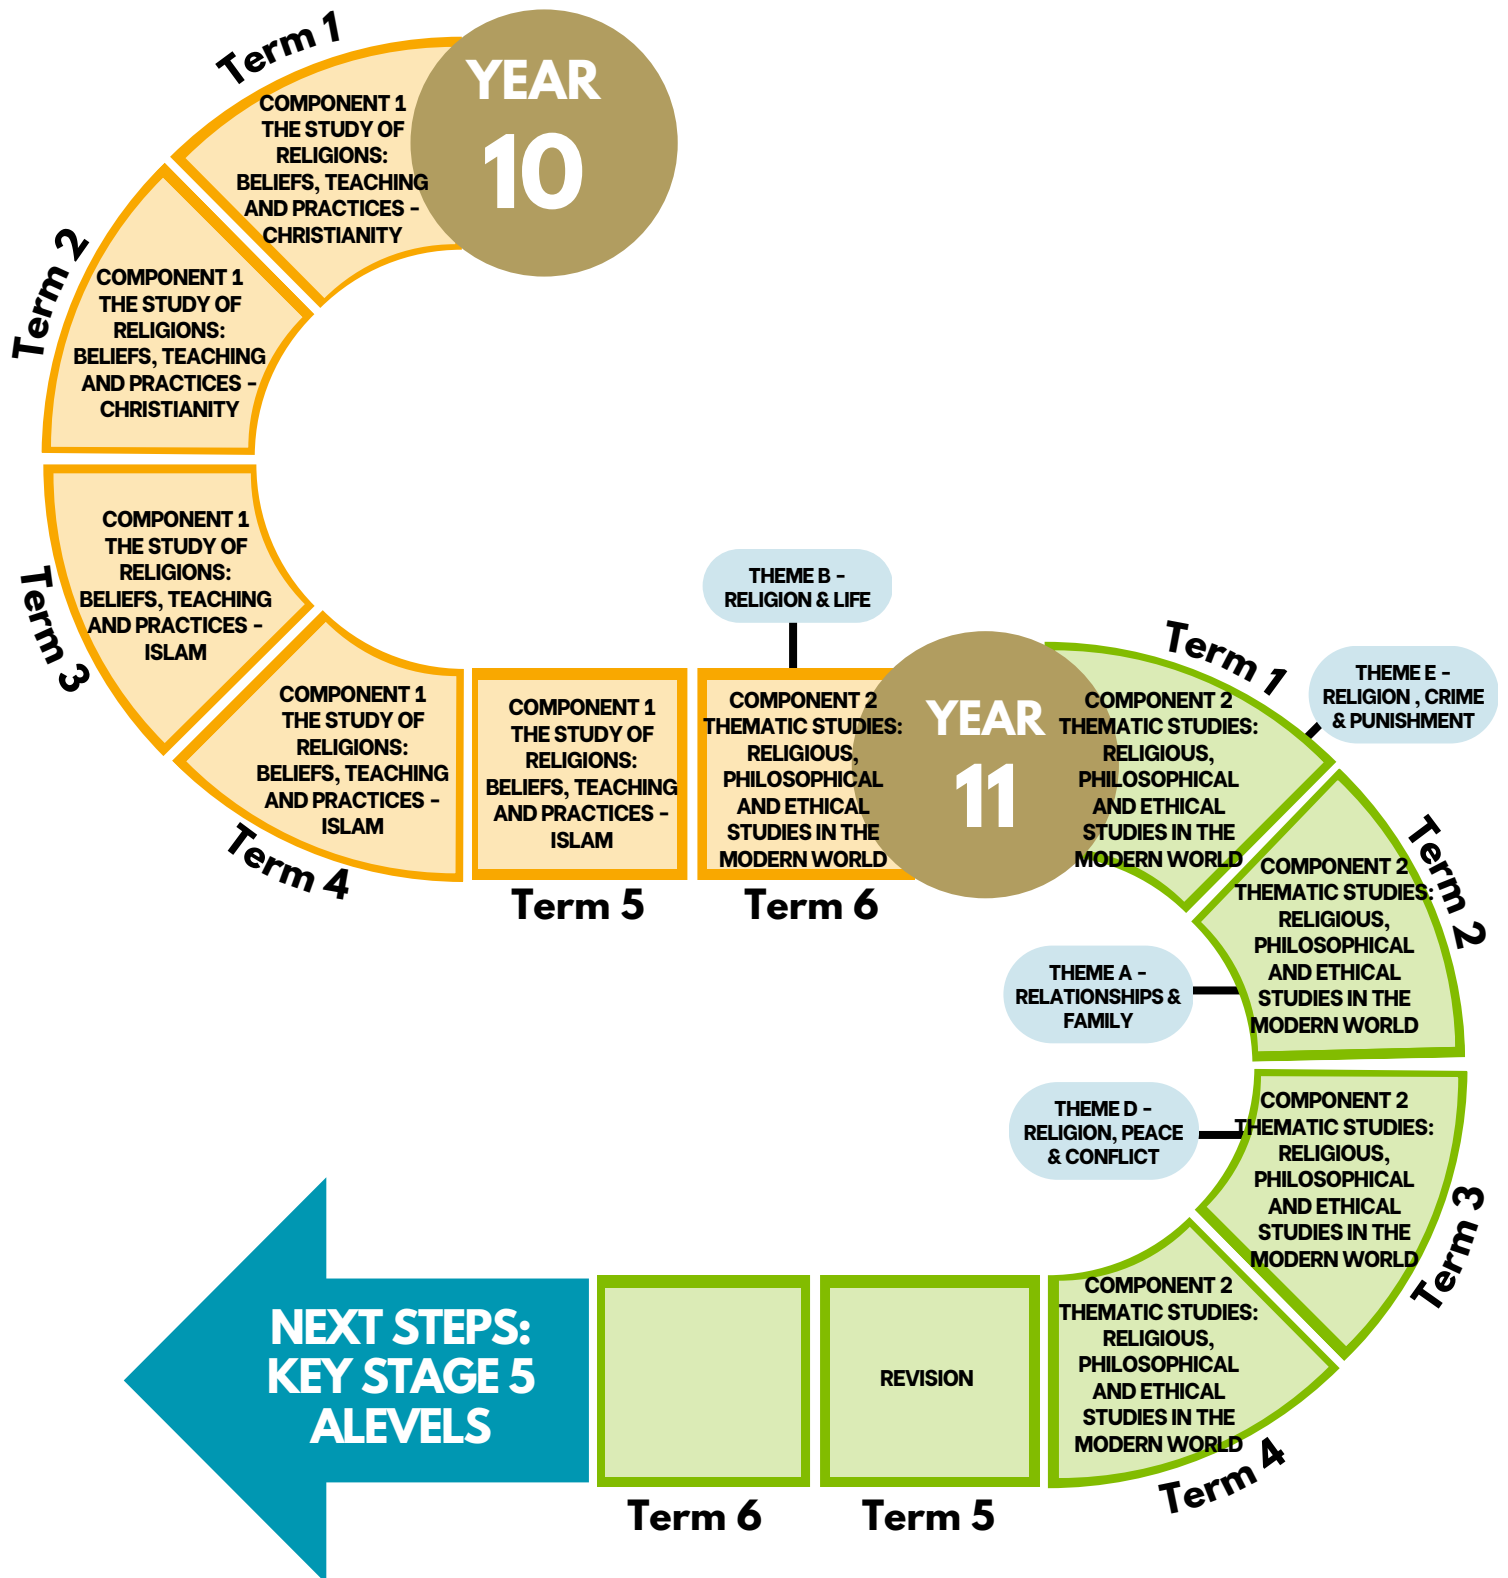 YEAR
10
Term 1
COMPONENT 1
THE STUDY OF
RELIGIONS:
BELIEFS, TEACHING
AND PRACTICES -
CHRISTIANITY
Term 2
COMPONENT 1
THE STUDY OF
RELIGIONS:
BELIEFS, TEACHING
AND PRACTICES -
CHRISTIANITY
Term 3
COMPONENT 1
THE STUDY OF
RELIGIONS:
BELIEFS, TEACHING
AND PRACTICES -
ISLAM
Term 4
COMPONENT 1
THE STUDY OF
RELIGIONS:
BELIEFS, TEACHING
AND PRACTICES -
ISLAM
COMPONENT 1
THE STUDY OF
RELIGIONS:
BELIEFS, TEACHING
AND PRACTICES -
ISLAM
Term 5
THEME B -
RELIGION & LIFE
COMPONENT 2
THEMATIC STUDIES:
RELIGIOUS,
PHILOSOPHICAL
AND ETHICAL
STUDIES IN THE
MODERN WORLD
Term 6
YEAR
11
Term 1
COMPONENT 2
THEMATIC STUDIES:
RELIGIOUS,
PHILOSOPHICAL
AND ETHICAL
STUDIES IN THE
MODERN WORLD
THEME E -
RELIGION , CRIME
& PUNISHMENT
Term 2
COMPONENT 2
THEMATIC STUDIES:
RELIGIOUS,
PHILOSOPHICAL
AND ETHICAL
STUDIES IN THE
MODERN WORLD
THEME A -
RELATIONSHIPS &
FAMILY
THEME D -
RELIGION, PEACE
& CONFLICT
COMPONENT 2
THEMATIC STUDIES:
RELIGIOUS,
PHILOSOPHICAL
AND ETHICAL
STUDIES IN THE
MODERN WORLD
Term 3
COMPONENT 2
THEMATIC STUDIES:
RELIGIOUS,
PHILOSOPHICAL
AND ETHICAL
STUDIES IN THE
MODERN WORLD
Term 4
REVISION
Term 5
Term 6
NEXT STEPS:
KEY STAGE 5
ALEVELS